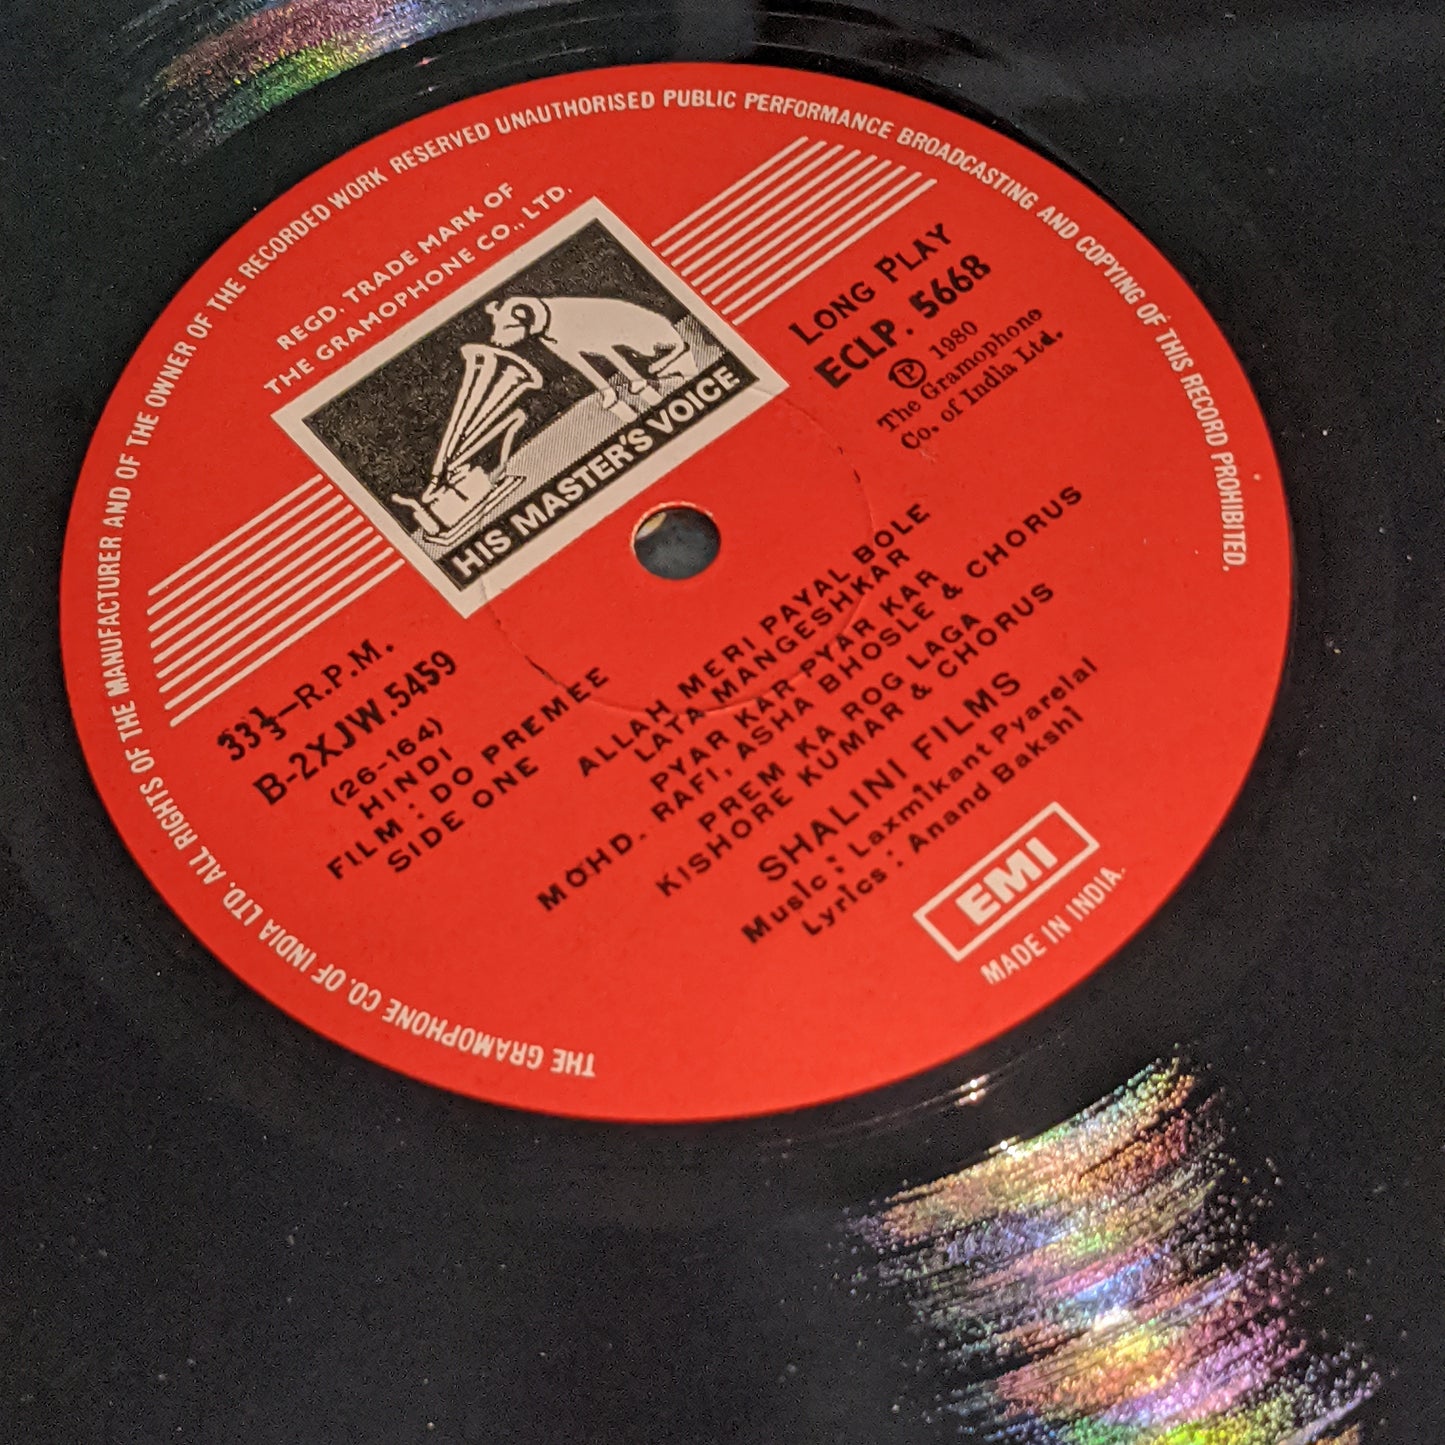 THE GRAMOPHONE CO. OF INDIA LTD. ALL RIGHTS OF THE MANUFACTURER AND OF THE OWNER OF THE RECORDED WORK RESERVED UNAUTHORISED PUBLIC PERFORMANCE BROADCASTING AND COPYING OF THIS RECORD PROHIBITED.
REGD. TRADE MARK OF
THE GRAMOPHONE CO., LTD.
HIS MASTER'S VOICE
LONG PLAY
ECLP. 5668
Ⓟ 1980
The Gramophone
Co. of India Ltd.
33⅓—R.P.M.
B-2XJW.5459
(26-164)
HINDI
FILM : DO PREMEE
SIDE ONE
ALLAH MERI PAYAL BOLE
LATA MANGESHKAR
PYAR KAR PYAR KAR
MOHD. RAFI, ASHA BHOSLE & CHORUS
PREM KA ROG LAGA
KISHORE KUMAR & CHORUS
SHALINI FILMS
Music : Laxmikant Pyarelal
Lyrics : Anand Bakshi
EMI
MADE IN INDIA.